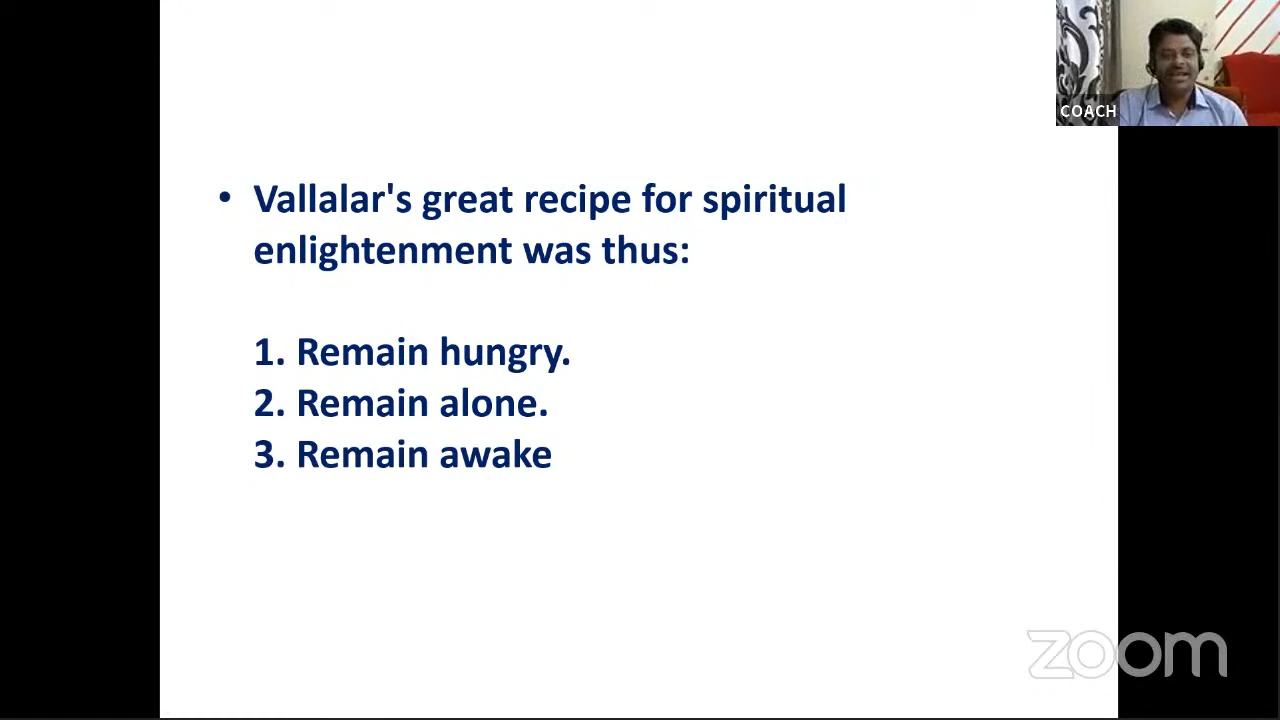 COACH
• Vallalar's great recipe for spiritual
enlightenment was thus:
1. Remain hungry.
2. Remain alone.
3. Remain awake
zoom